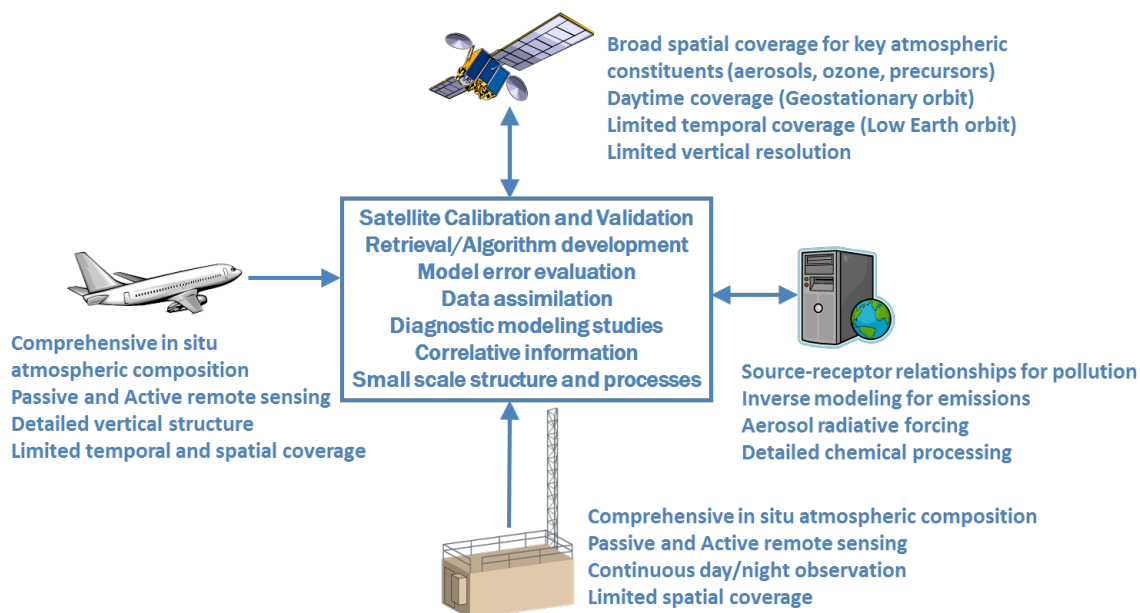 Broad spatial coverage for key atmospheric
constituents (aerosols, ozone, precursors)
Daytime coverage (Geostationary orbit)
Limited temporal coverage (Low Earth orbit)
Limited vertical resolution
Satellite Calibration and Validation
Retrieval/Algorithm development
Model error evaluation
Data assimilation
Diagnostic modeling studies
Correlative information
Small scale structure and processes
Comprehensive in situ
atmospheric composition
Passive and Active remote sensing
Detailed vertical structure
Limited temporal and spatial coverage
Source-receptor relationships for pollution
Inverse modeling for emissions
Aerosol radiative forcing
Detailed chemical processing
Comprehensive in situ atmospheric composition
Passive and Active remote sensing
Continuous day/night observation
Limited spatial coverage